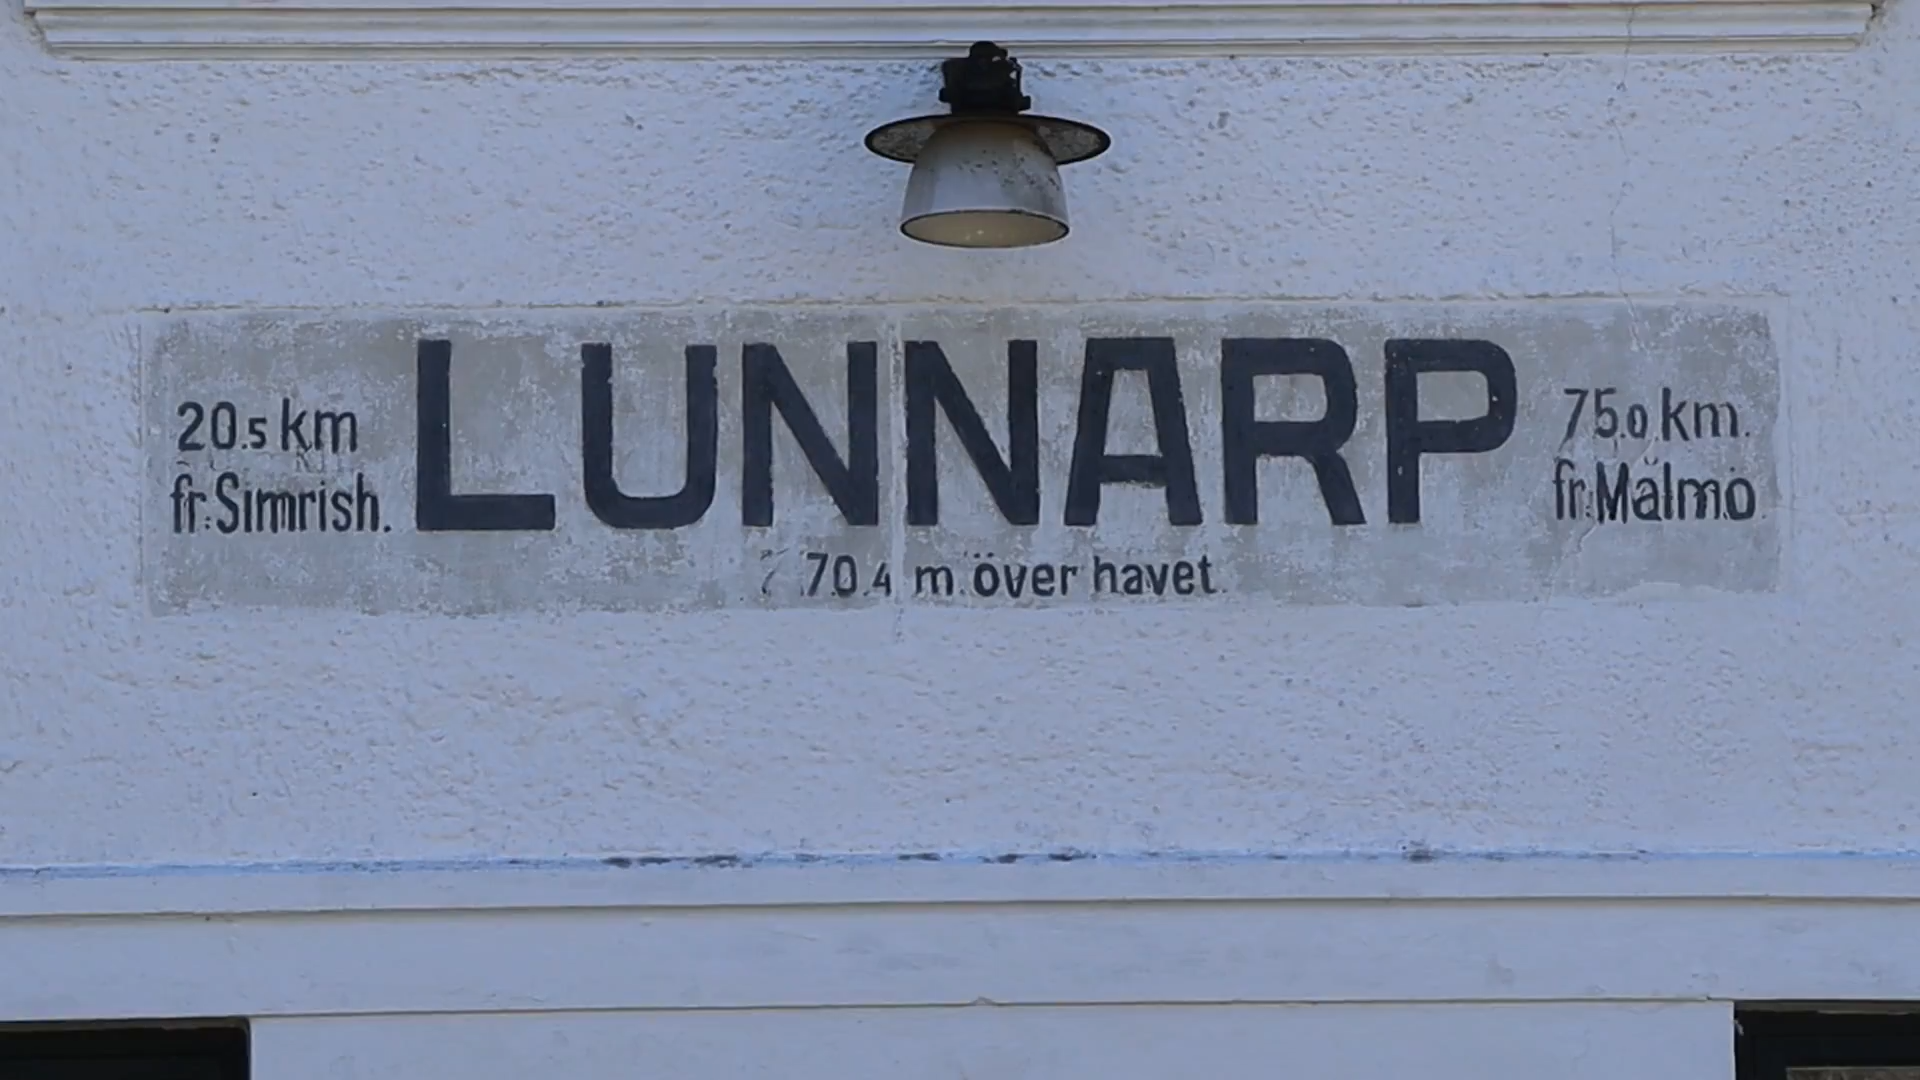 LUNNARP
20.5 km
fr. Simrish.
75.0 km.
fr. Malmö
70.4 m. över havet.